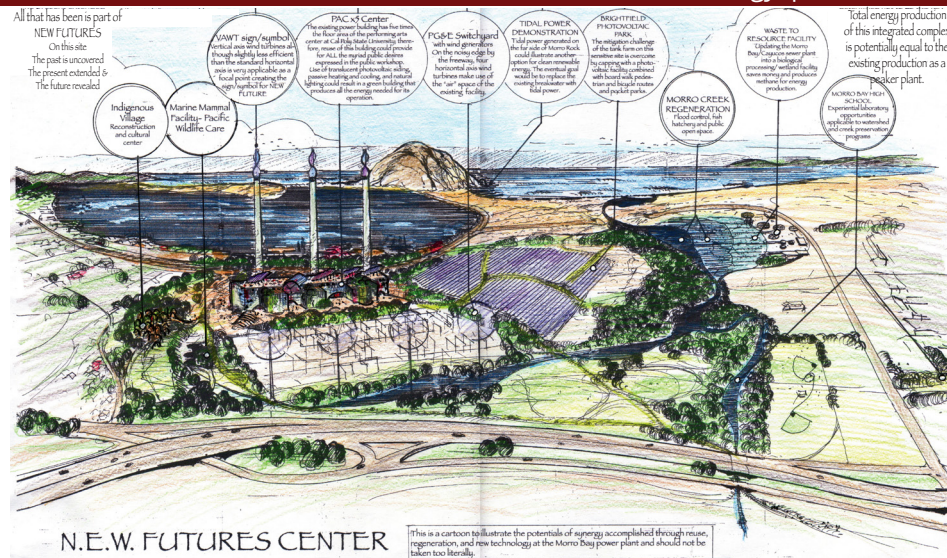 All that has been is part of
NEW FUTURES
On this site
The past is uncovered
The present extended &
The future revealed
Indigenous
Village
Reconstruction
and cultural
center
Marine Mammal
Facility- Pacific
Wildlife Care
VAWT sign/symbol
Vertical axis wind turbines al-
though slightly less efficient
than the standard horizontal
axis is very applicable as a
focal point creating the
sign/symbol for NEW
FUTURE
PAC x5 Center
The existing power building has five times
the floor area of the performing arts
center at Cal Poly State University, there-
fore, reuse of this building could provide
for ALL the myriad public desires
expressed in the public workshop.
Use of translucent photovoltaic siding,
passive heating and cooling, and natural
lighting could result in a green building that
produces all the energy needed for its
operation.
PG&E Switchyard
with wind generators
On the noisy edge by
the freeway, four
horizontal axis wind
turbines make use of
the "air" space of the
existing facility.
TIDAL POWER
DEMONSTRATION
Tidal power generated on
the far side of Morro Rock
could illustrate another
option for clean renewable
energy. The eventual goal
would be to replace the
existing breakwater with
tidal power.
BRIGHTFIELD
PHOTOVOLTAIC
PARK
The mitigation challenge
of the tank farm on this
sensitive site is overcome
by capping with a photo-
voltaic facility combined
with board walk pedes-
trian and bicycle routes
and pocket parks.
MORRO CREEK
REGENERATION
Flood control, fish
hatchery and public
open space.
WASTE TO
RESOURCE FACILITY
Updating the Morro
Bay/Cayucos sewer plant
into a biological
processing/wetland facility
saves money and produces
methane for energy
production.
MORRO BAY HIGH
SCHOOL
Experiential laboratory
opportunities
applicable to watershed
and creek preservation
programs
Total energy production
of this integrated complex
is potentially equal to the
existing production as a
peaker plant.
N.E.W. FUTURES CENTER
This is a cartoon to illustrate the potentials of synergy accomplished through reuse,
regeneration, and new technology at the Morro Bay power plant and should not be
taken too literally.